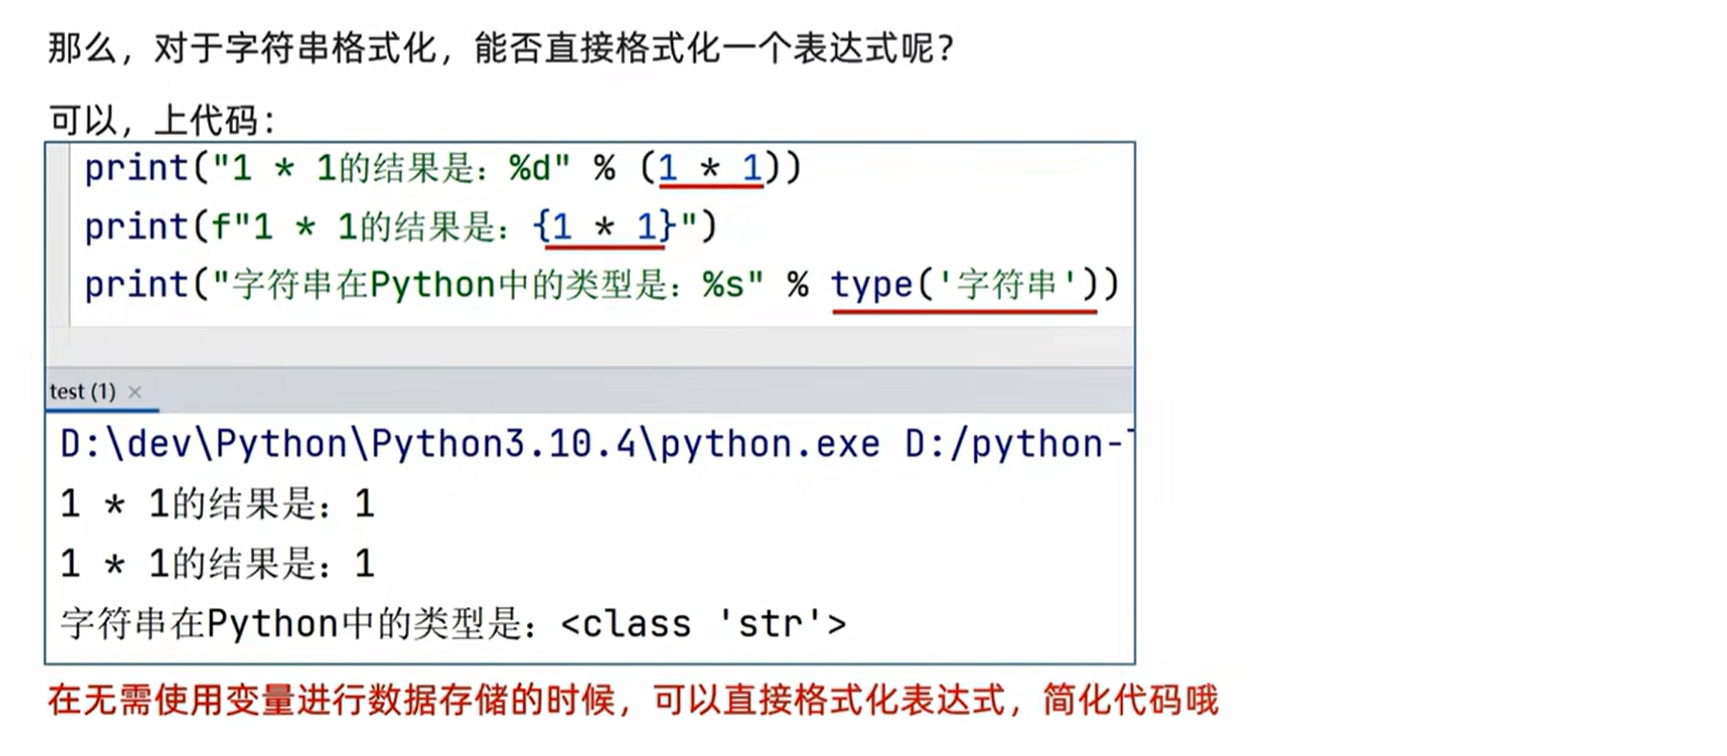 那么，对于字符串格式化，能否直接格式化一个表达式呢？
可以，上代码：
print("1 * 1的结果是：%d" % (1 * 1))
print(f"1 * 1的结果是：{1 * 1}")
print("字符串在Python中的类型是：%s" % type('字符串'))
test (1) ×
D:\dev\Python\Python3.10.4\python.exe D:/python-
1 * 1的结果是：1
1 * 1的结果是：1
字符串在Python中的类型是：<class 'str'>
在无需使用变量进行数据存储的时候，可以直接格式化表达式，简化代码哦